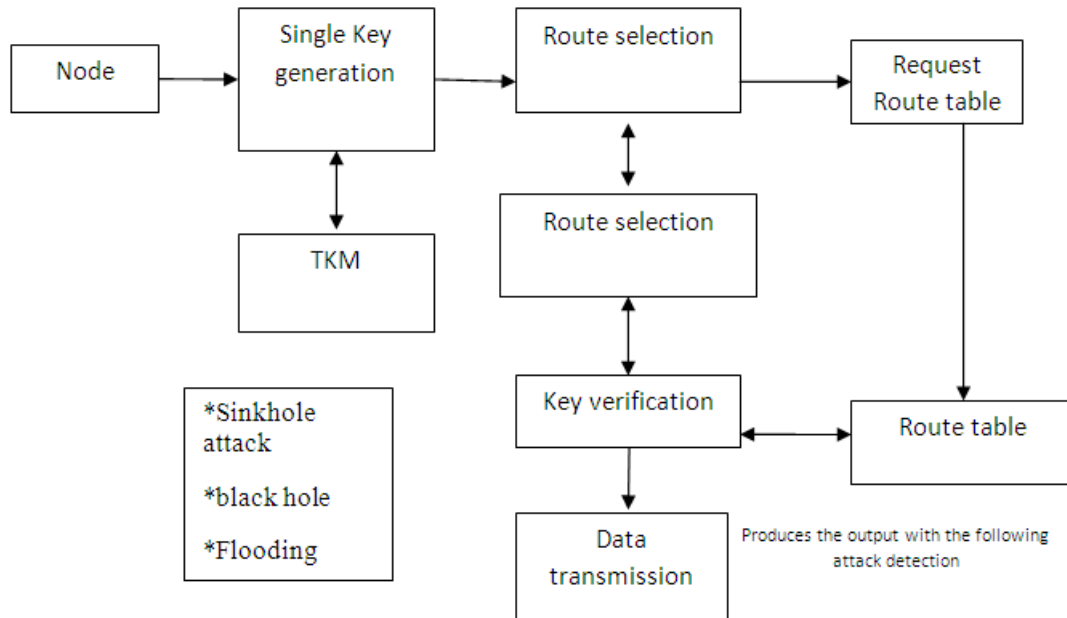 Node
Single Key
generation
Route selection
Request
Route table
TKM
Route selection
*Sinkhole
attack
*black hole
*Flooding
Key verification
Route table
Data
transmission
Produces the output with the following
attack detection